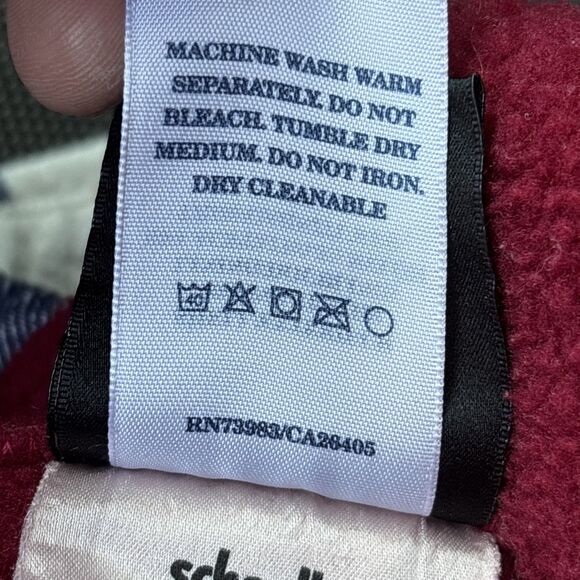 MACHINE WASH WARM
SEPARATELY. DO NOT
BLEACH. TUMBLE DRY
MEDIUM. DO NOT IRON.
DRY CLEANABLE
40
RN73983/CA26405